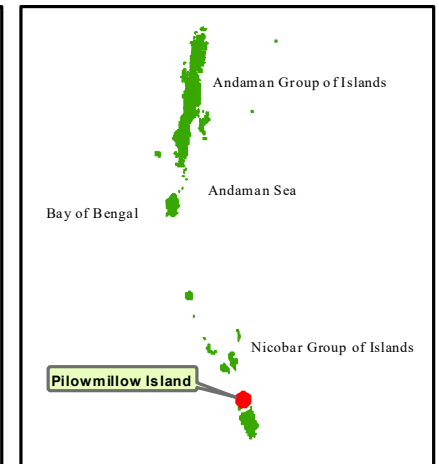 Andaman Group of Islands
Andaman Sea
Bay of Bengal
Nicobar Group of Islands
Pilowmillow Island